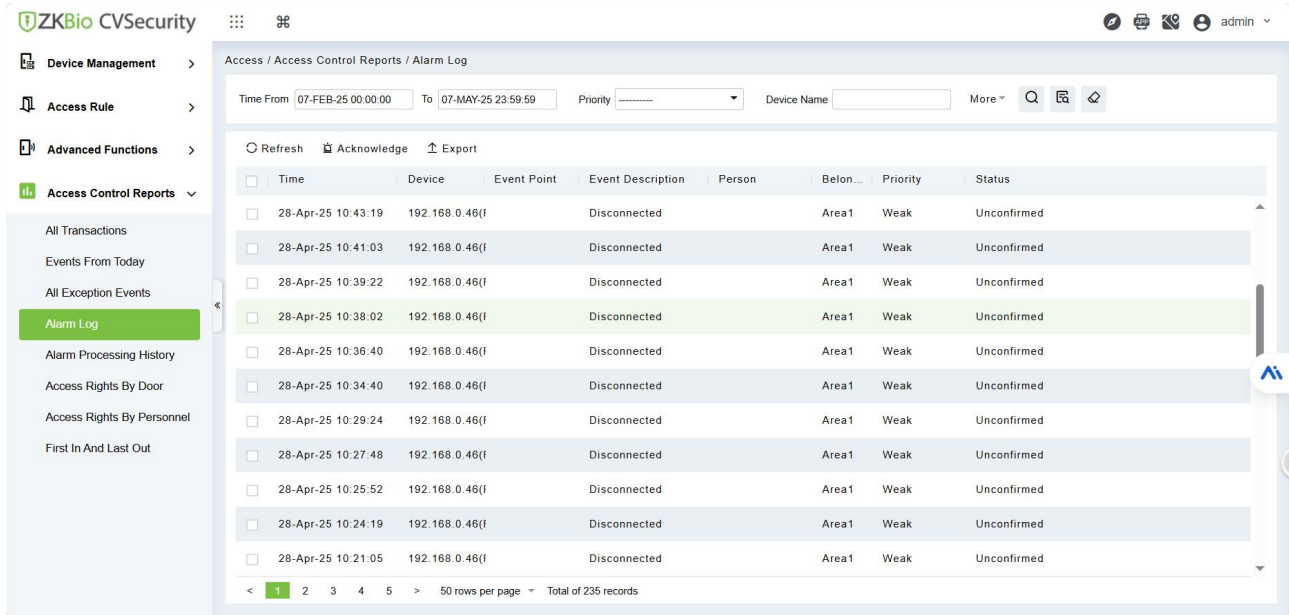 ZKBio CVSecurity
admin
Device Management
Access Rule
Advanced Functions
Access Control Reports
All Transactions
Events From Today
All Exception Events
Alarm Log
Alarm Processing History
Access Rights By Door
Access Rights By Personnel
First In And Last Out
Access / Access Control Reports / Alarm Log
Time From 07-FEB-25 00:00:00 To 07-MAY-25 23:59:59 Priority ---------- Device Name More
Refresh Acknowledge Export
Time Device Event Point Event Description Person Belon... Priority Status
28-Apr-25 10:43:19 192.168.0.46( Disconnected Area1 Weak Unconfirmed
28-Apr-25 10:41:03 192.168.0.46( Disconnected Area1 Weak Unconfirmed
28-Apr-25 10:39:22 192.168.0.46( Disconnected Area1 Weak Unconfirmed
28-Apr-25 10:38:02 192.168.0.46( Disconnected Area1 Weak Unconfirmed
28-Apr-25 10:36:40 192.168.0.46( Disconnected Area1 Weak Unconfirmed
28-Apr-25 10:34:40 192.168.0.46( Disconnected Area1 Weak Unconfirmed
28-Apr-25 10:29:24 192.168.0.46( Disconnected Area1 Weak Unconfirmed
28-Apr-25 10:27:48 192.168.0.46( Disconnected Area1 Weak Unconfirmed
28-Apr-25 10:25:52 192.168.0.46( Disconnected Area1 Weak Unconfirmed
28-Apr-25 10:24:19 192.168.0.46( Disconnected Area1 Weak Unconfirmed
28-Apr-25 10:21:05 192.168.0.46( Disconnected Area1 Weak Unconfirmed
< 1 2 3 4 5 > 50 rows per page Total of 235 records